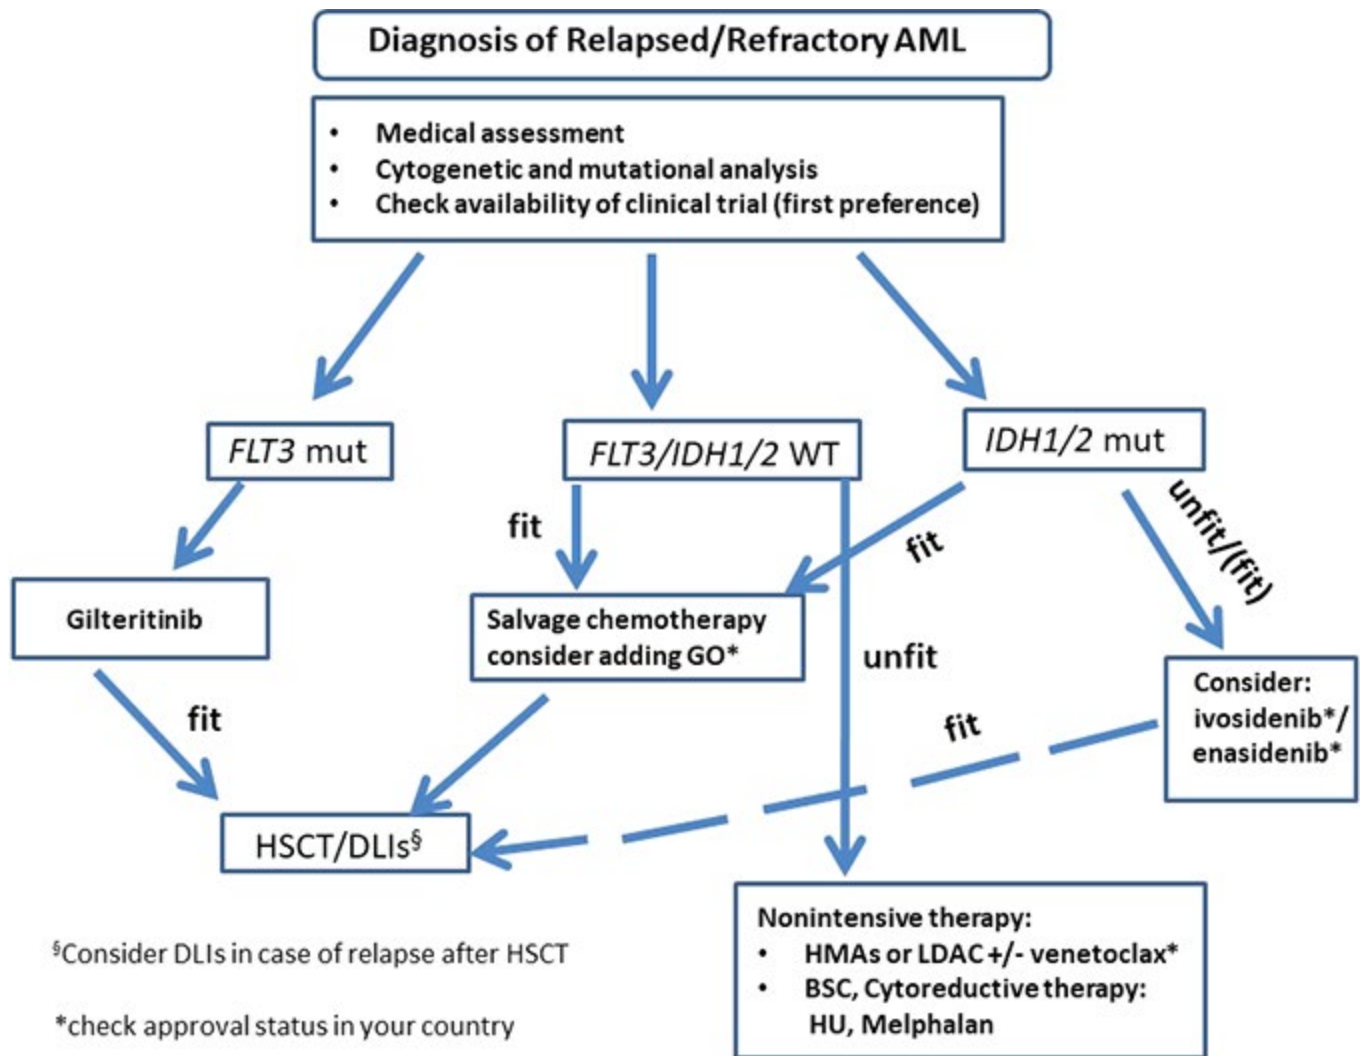 Diagnosis of Relapsed/Refractory AML
• Medical assessment
• Cytogenetic and mutational analysis
• Check availability of clinical trial (first preference)
FLT3 mut
FLT3/IDH1/2 WT
IDH1/2 mut
fit
fit
unfit/(fit)
Gilteritinib
Salvage chemotherapy
consider adding GO*
unfit
Consider:
ivosidenib*/
enasidenib*
fit
fit
HSCT/DLIs§
Nonintensive therapy:
• HMAs or LDAC +/- venetoclax*
• BSC, Cytoreductive therapy:
HU, Melphalan
§Consider DLIs in case of relapse after HSCT
*check approval status in your country